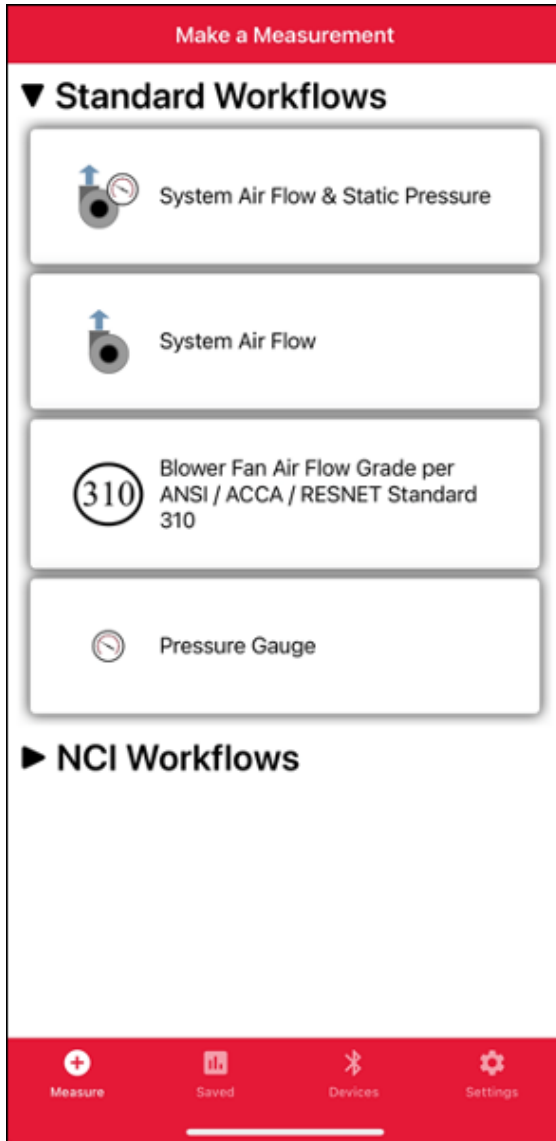 Make a Measurement
▼ Standard Workflows
System Air Flow & Static Pressure
System Air Flow
310
Blower Fan Air Flow Grade per
ANSI / ACCA / RESNET Standard
310
Pressure Gauge
▶ NCI Workflows
Measure
Saved
Devices
Settings